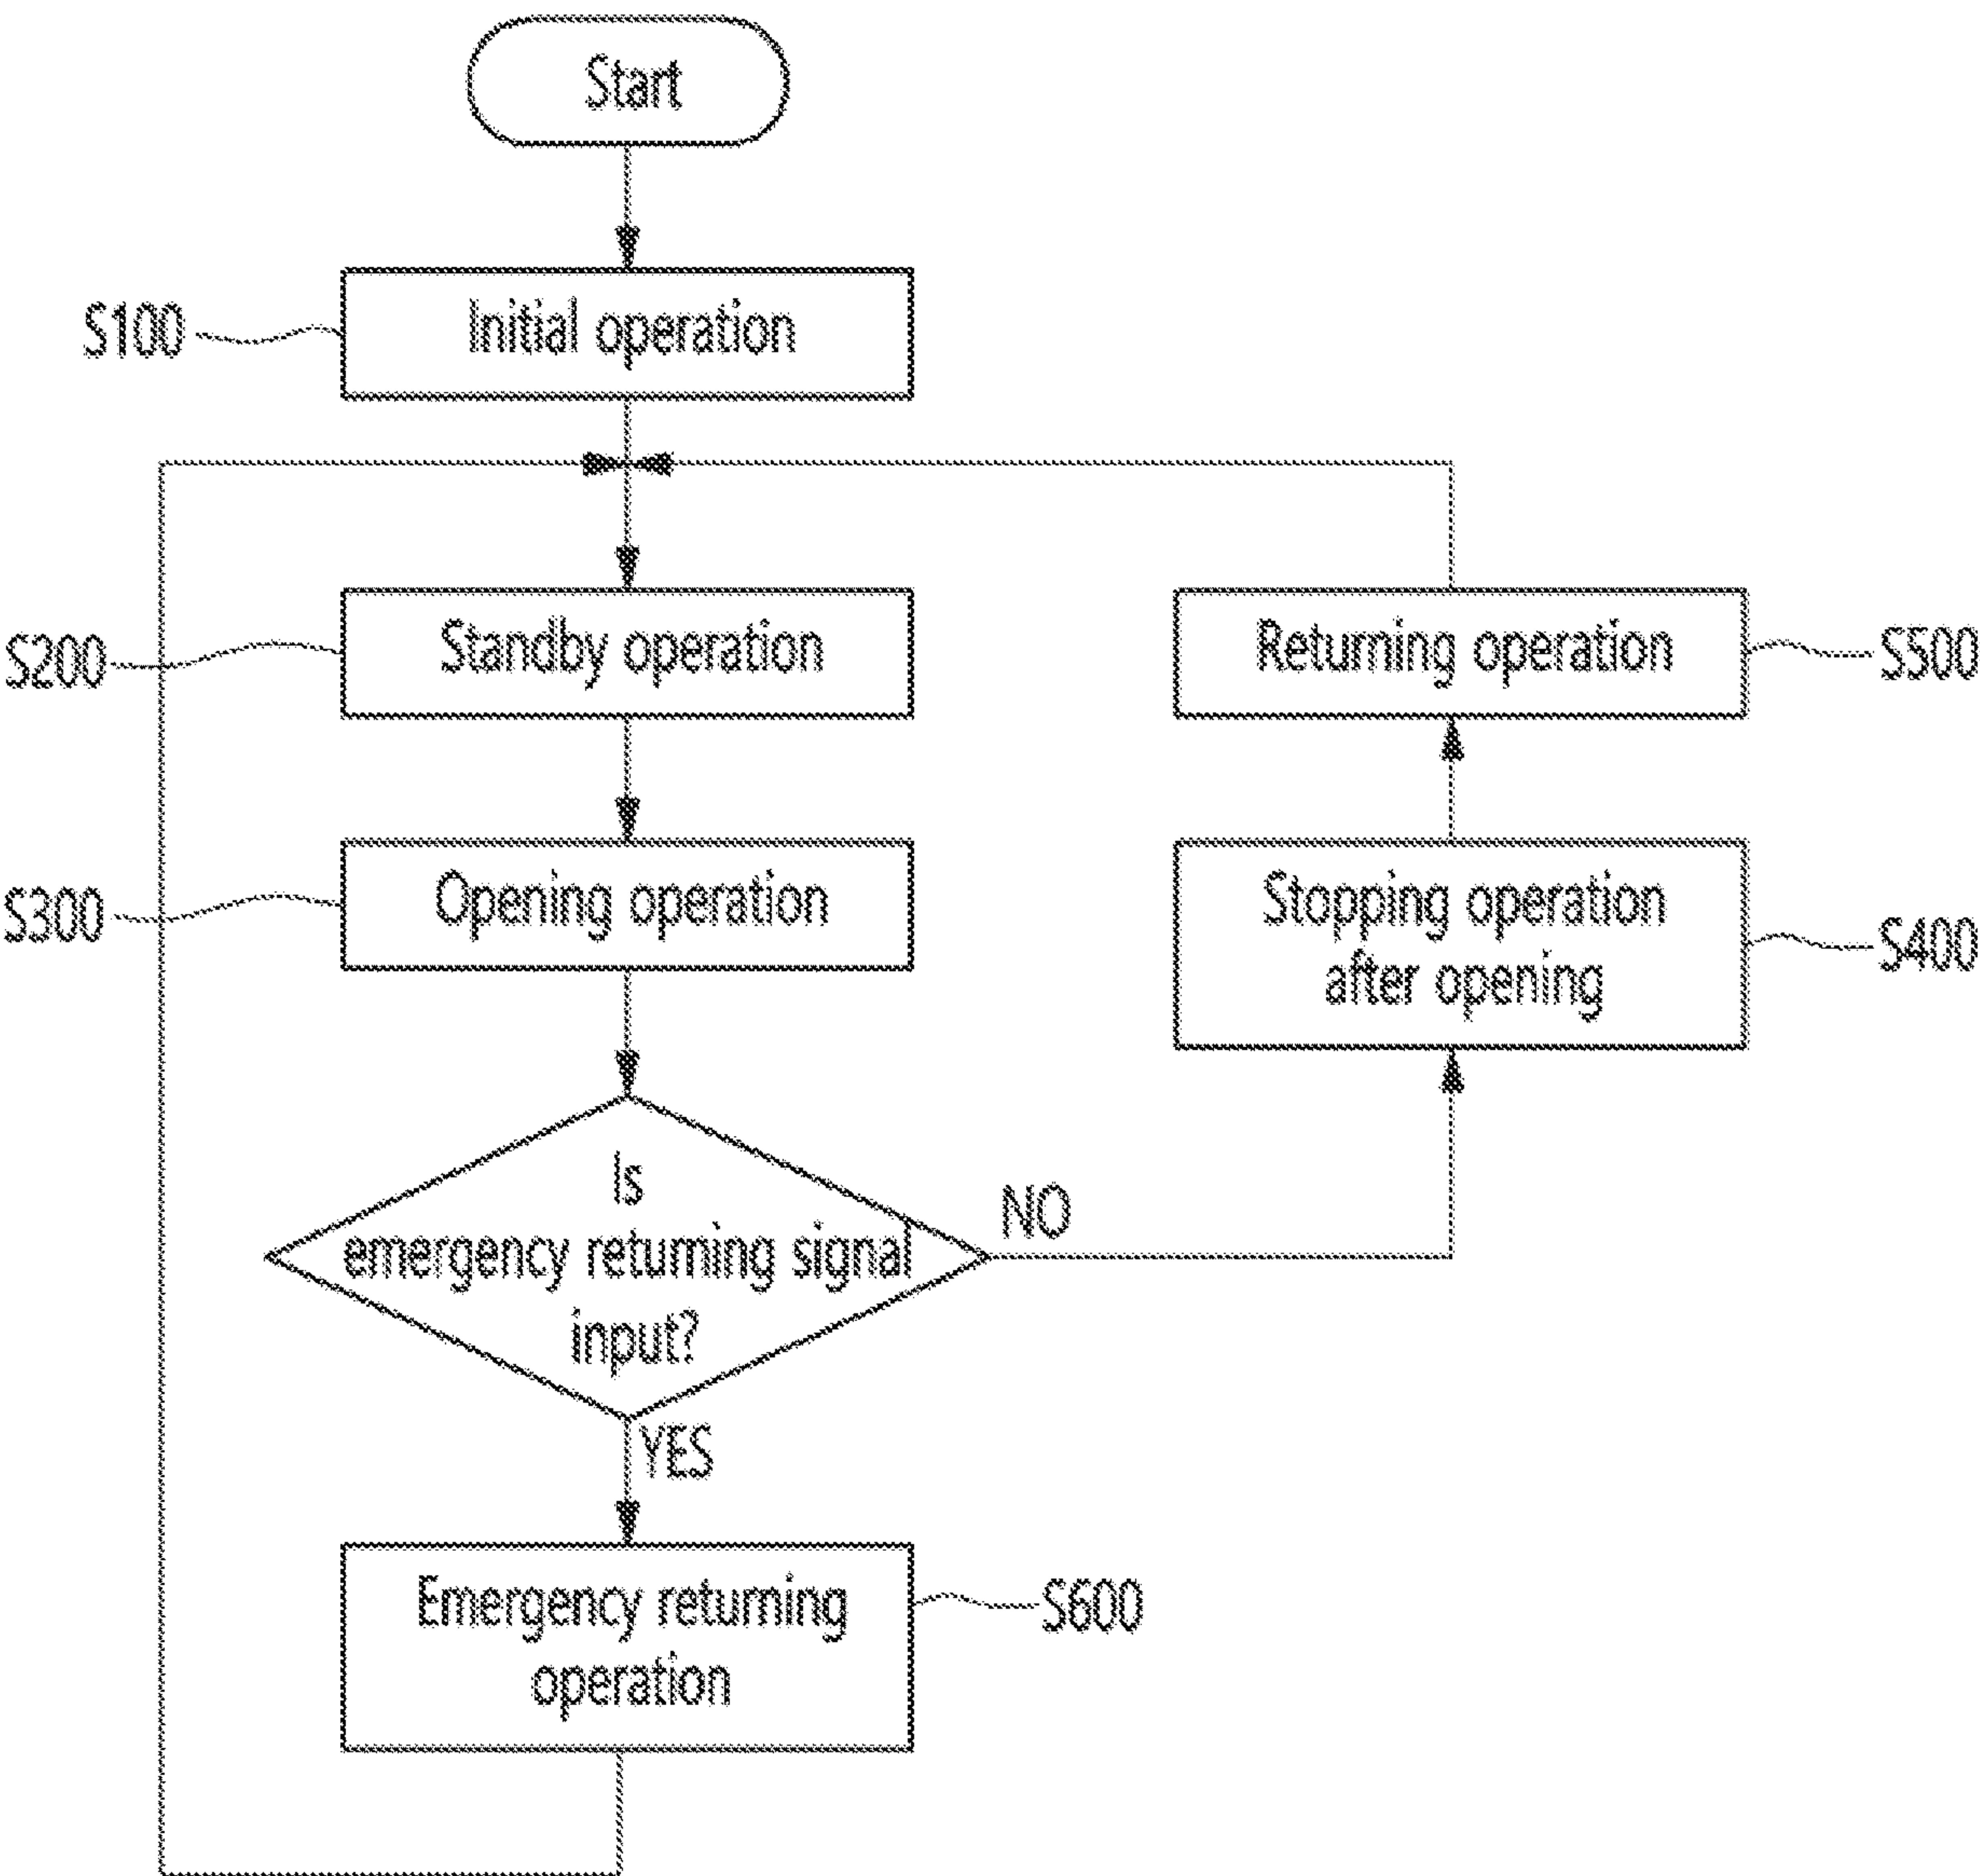 Start
S100
Initial operation
S200
Standby operation
Returning operation
S500
S300
Opening operation
Stopping operation
after opening
S400
Is
emergency returning signal
input?
NO
YES
Emergency returning
operation
S600